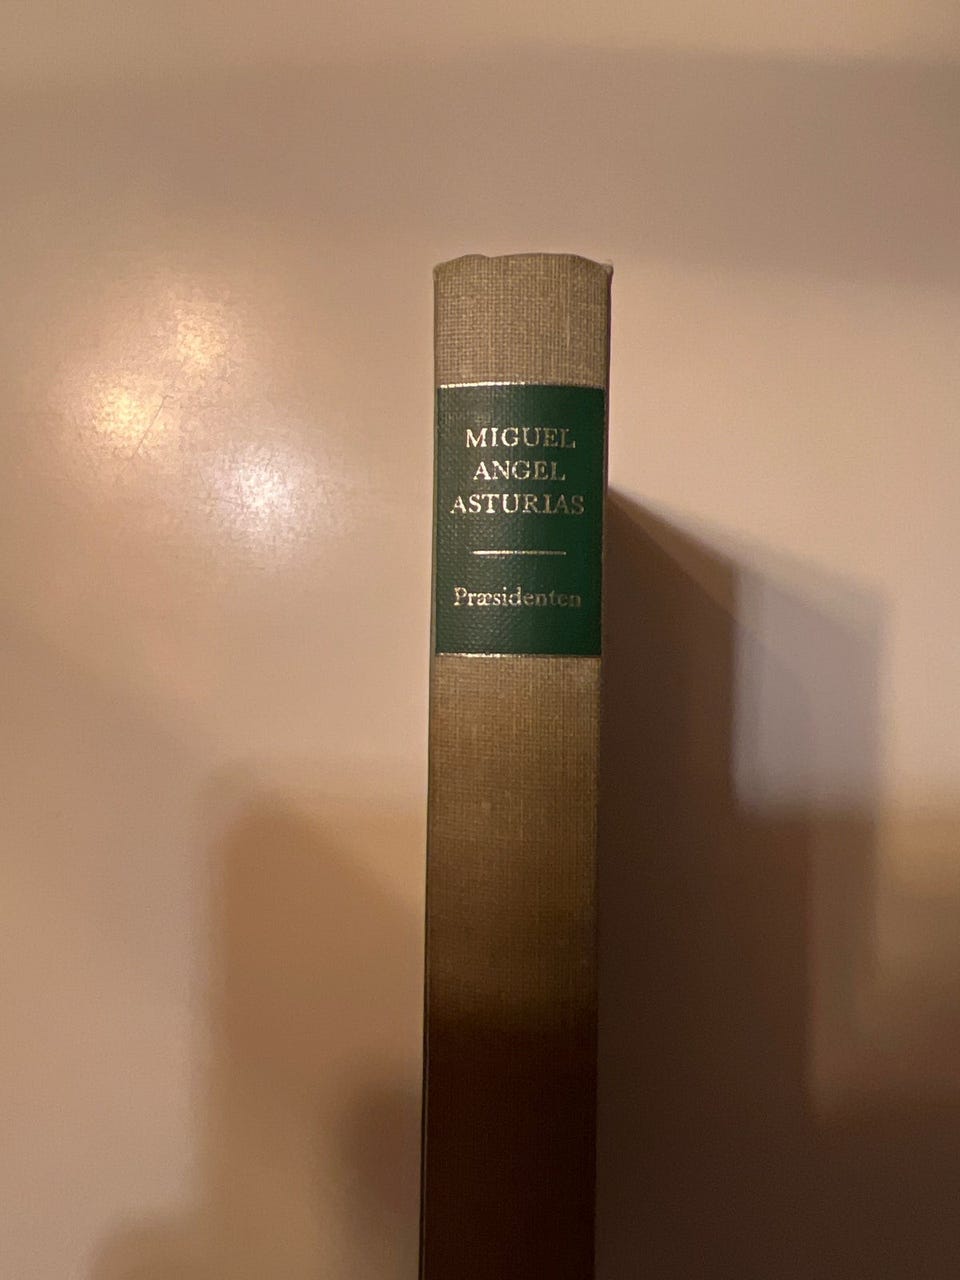 MIGUEL
ANGEL
ASTURIAS
Præsidenten